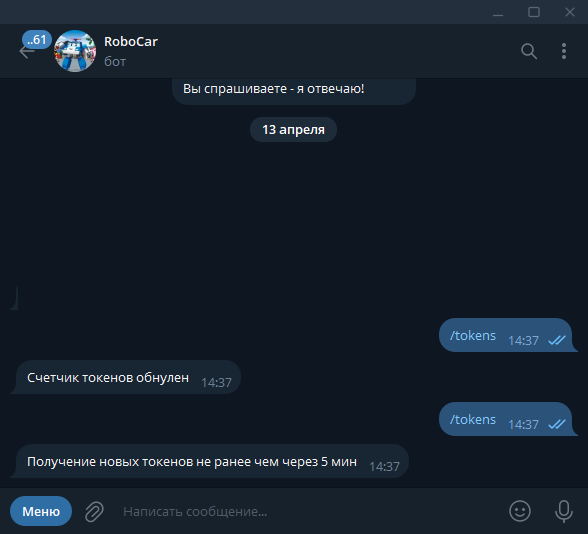 ..61
RoboCar
бот
Вы спрашиваете - я отвечаю!
13 апреля
/tokens 14:37
Счетчик токенов обнулен 14:37
/tokens 14:37
Получение новых токенов не ранее чем через 5 мин 14:37
Меню
Написать сообщение...